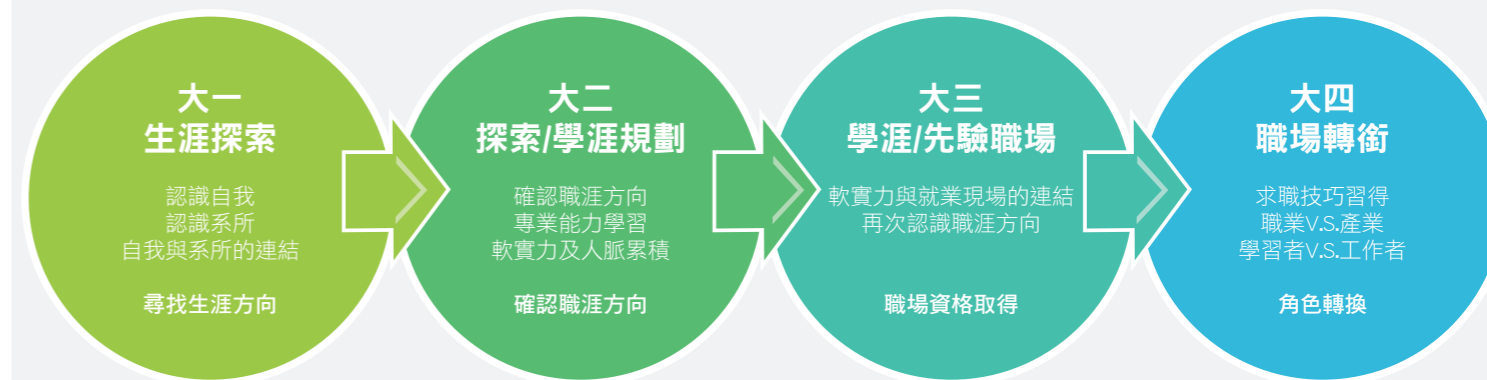 大一
生涯探索
認識自我
認識系所
自我與系所的連結
尋找生涯方向
大二
探索/學涯規劃
確認職涯方向
專業能力學習
軟實力及人脈累積
確認職涯方向
大三
學涯/先驗職場
軟實力與就業現場的連結
再次認識職涯方向
職場資格取得
大四
職場轉銜
求職技巧習得
職業V.S.產業
學習者V.S.工作者
角色轉換